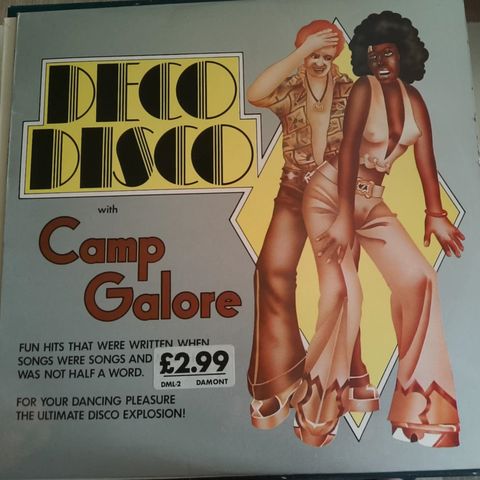 DECO
DISCO
with
Camp
Galore
FUN HITS THAT WERE WRITTEN WHEN
SONGS WERE SONGS AND
WAS NOT HALF A WORD.
£2.99
DML-2 DAMONT
FOR YOUR DANCING PLEASURE
THE ULTIMATE DISCO EXPLOSION!